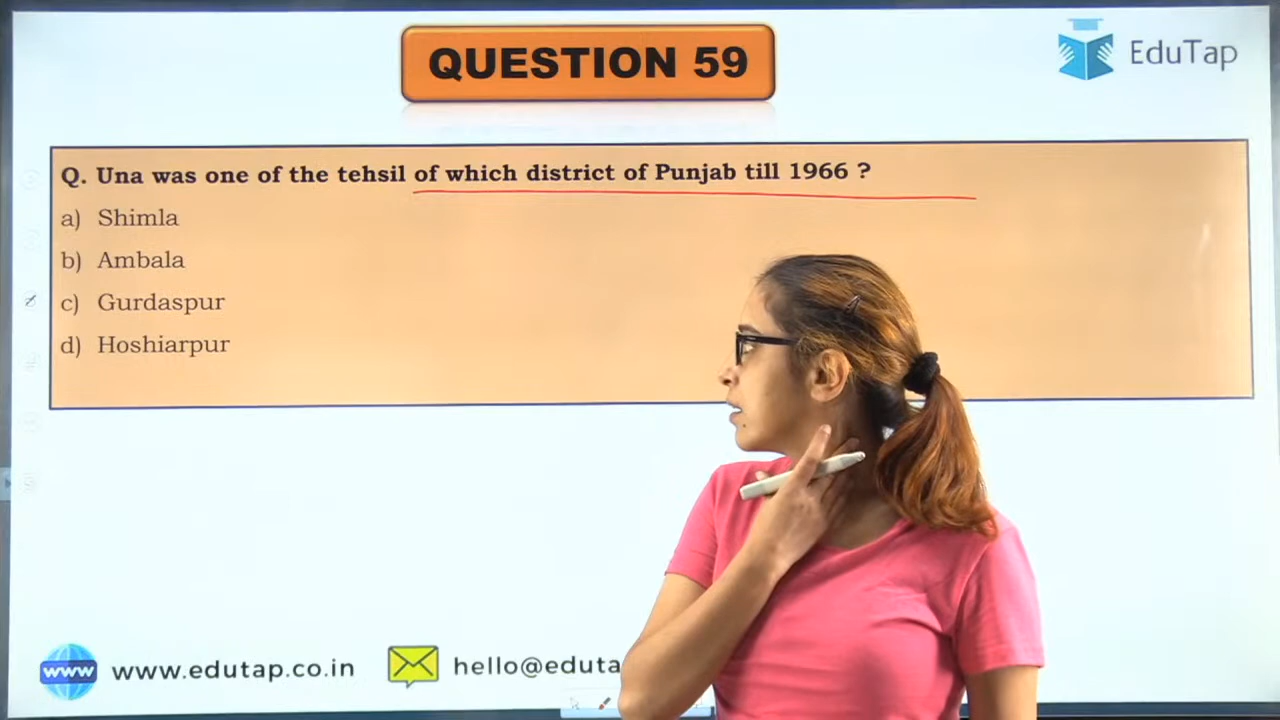 QUESTION 59
EduTap
Q. Una was one of the tehsil of which district of Punjab till 1966 ?
a) Shimla
b) Ambala
c) Gurdaspur
d) Hoshiarpur
www
www.edutap.co.in
hello@eduta